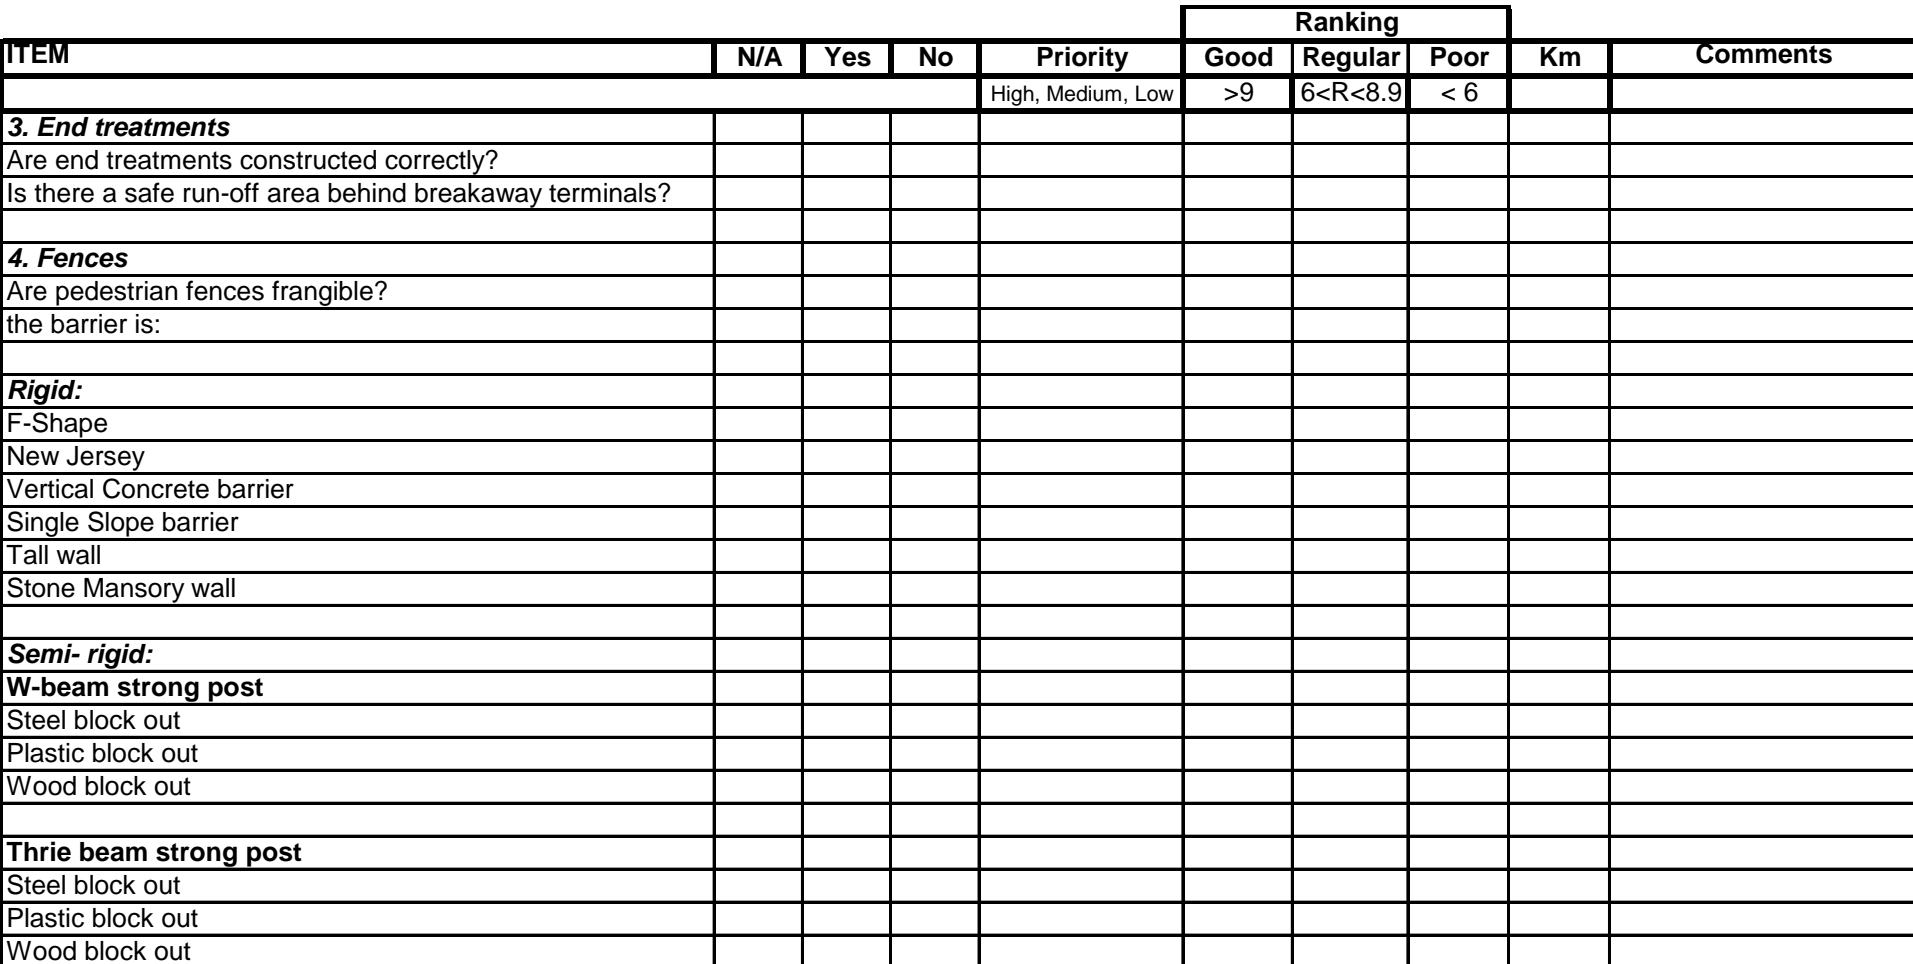 Ranking
ITEM N/A Yes No Priority Good Regular Poor Km Comments
High, Medium, Low >9 6<R<8.9 < 6
3. End treatments
Are end treatments constructed correctly?
Is there a safe run-off area behind breakaway terminals?
4. Fences
Are pedestrian fences frangible?
the barrier is:
Rigid:
F-Shape
New Jersey
Vertical Concrete barrier
Single Slope barrier
Tall wall
Stone Mansory wall
Semi- rigid:
W-beam strong post
Steel block out
Plastic block out
Wood block out
Thrie beam strong post
Steel block out
Plastic block out
Wood block out